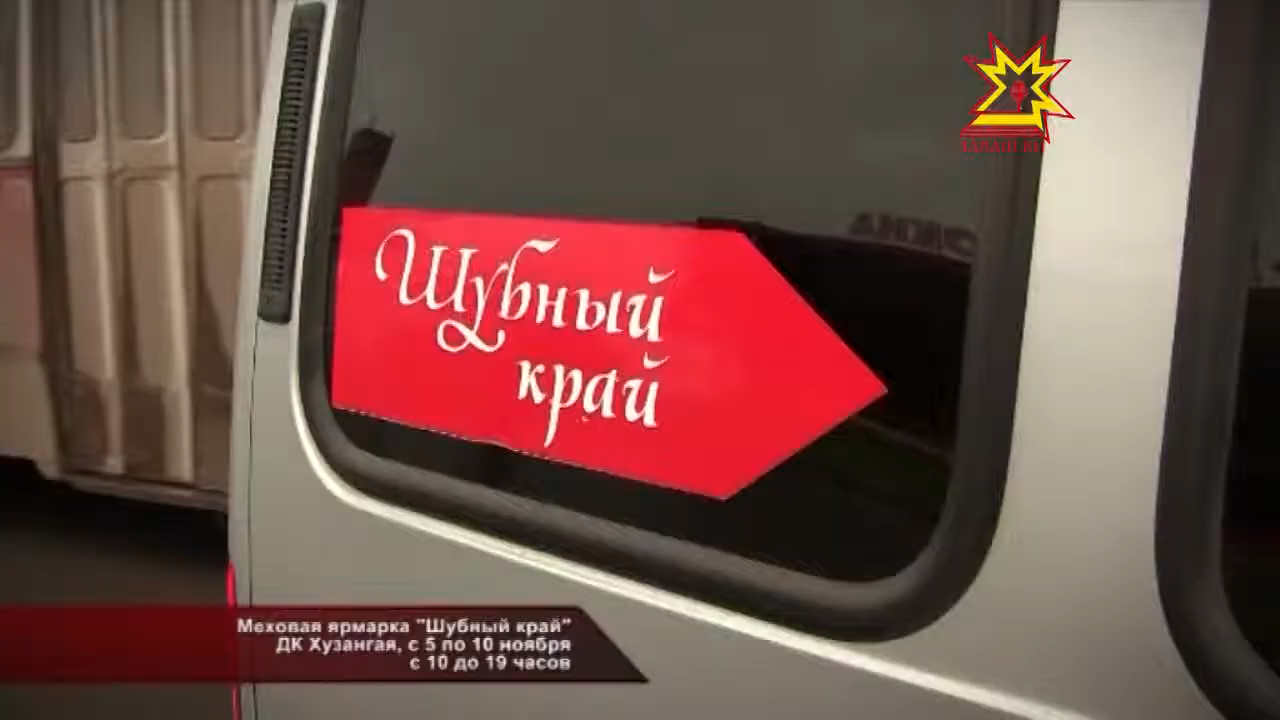 Шубный
край
Меховая ярмарка "Шубный край"
ДК Хузангая, с 5 по 10 ноября
с 10 до 19 часов